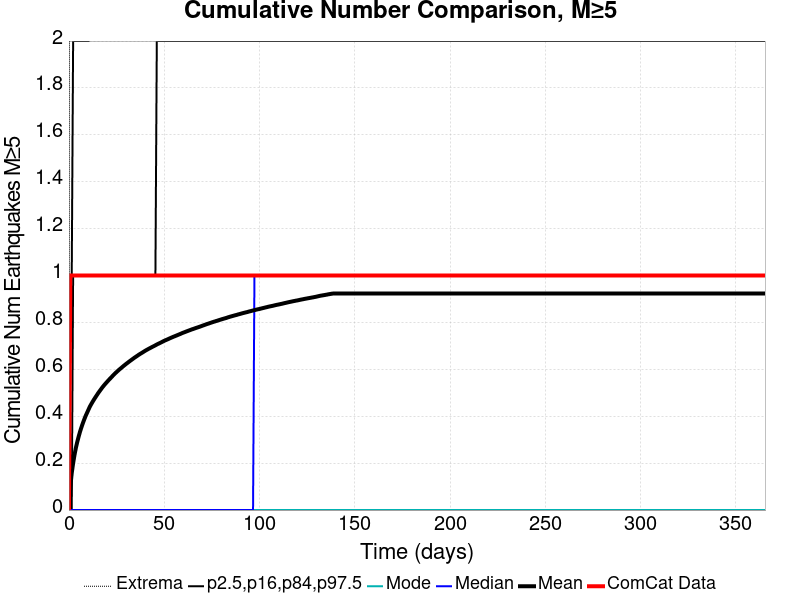 Cumulative Number Comparison, M≥5
Cumulative Num Earthquakes M≥5
2
1.8
1.6
1.4
1.2
1
0.8
0.6
0.4
0.2
0
0 50 100 150 200 250 300 350
Time (days)
Extrema p2.5,p16,p84,p97.5 Mode Median Mean ComCat Data